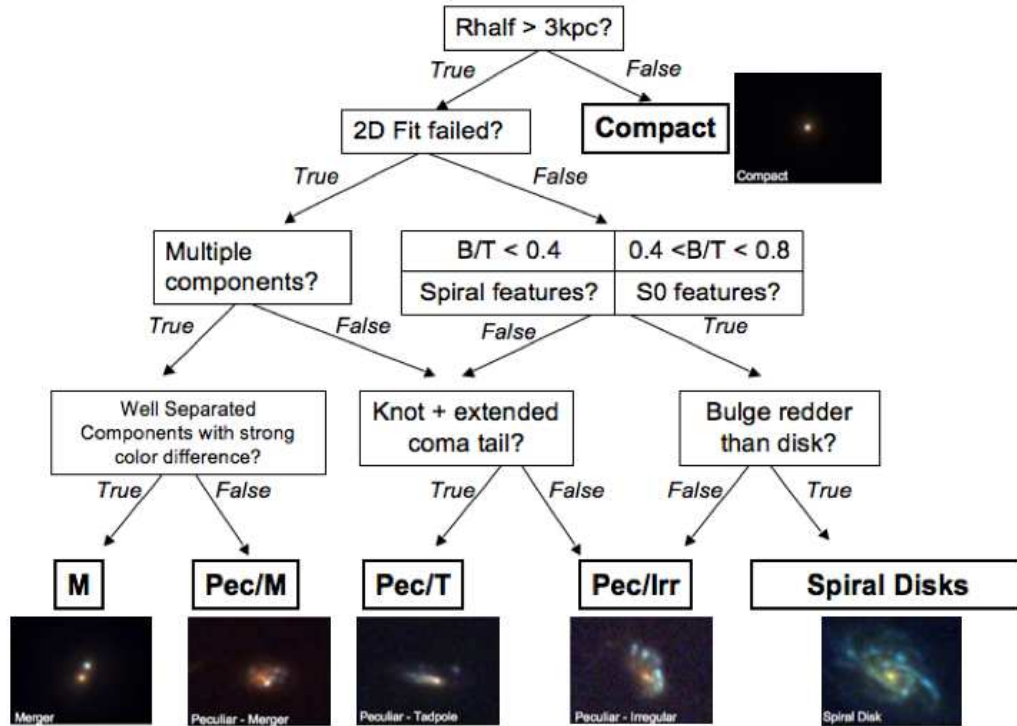 Rhalf > 3kpc?
True
False
2D Fit failed?
Compact
Compact
True
False
Multiple
components?
B/T < 0.4
0.4 <B/T < 0.8
Spiral features?
S0 features?
True
False
False
True
Well Separated
Components with strong
color difference?
Knot + extended
coma tail?
Bulge redder
than disk?
True
False
True
False
False
True
M
Pec/M
Pec/T
Pec/Irr
Spiral Disks
Merger
Peculiar - Merger
Peculiar - Tadpole
Peculiar - Irregular
Spiral Disk